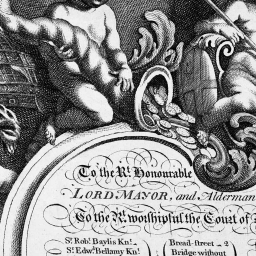 To the Rt. Honourable
LORD MAYOR, and Alderman
To the Rt. worshipful the Court of
Sr. Robt. Baylis Knt.
Sr. Edwd. Bellamy Knt.
Bread-street 2
Bridge without